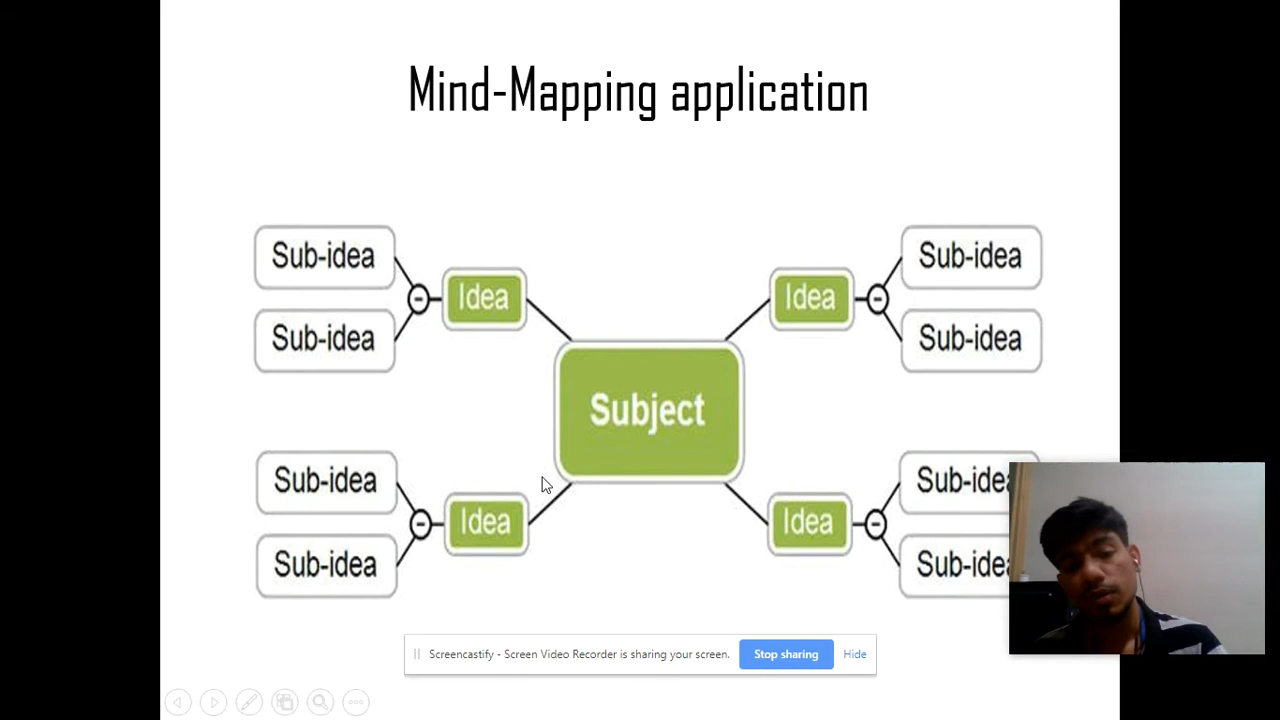 Mind-Mapping application
Sub-idea
Sub-idea
Idea
Idea
Sub-idea
Sub-idea
Subject
Sub-idea
Sub-idea
Idea
Idea
Sub-idea
Sub-idea
Screencastify - Screen Video Recorder is sharing your screen. Stop sharing Hide